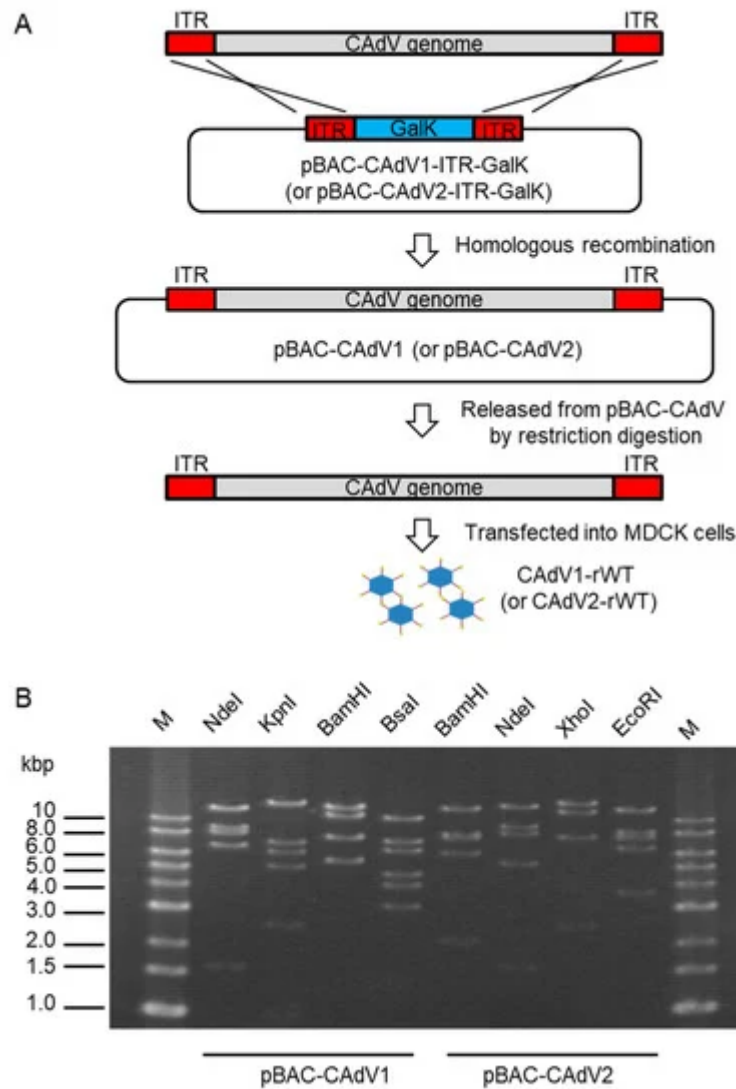 A
ITR ITR
CAdV genome
ITR GalK ITR
pBAC-CAdV1-ITR-GalK
(or pBAC-CAdV2-ITR-GalK)
Homologous recombination
ITR ITR
CAdV genome
pBAC-CAdV1 (or pBAC-CAdV2)
Released from pBAC-CAdV
by restriction digestion
ITR ITR
CAdV genome
Transfected into MDCK cells
CAdV1-rWT
(or CAdV2-rWT)
B
M NdeI KpnI BamHI BsaI BamHI NdeI XhoI EcoRI M
kbp
10
8.0
6.0
5.0
4.0
3.0
2.0
1.5
1.0
pBAC-CAdV1 pBAC-CAdV2